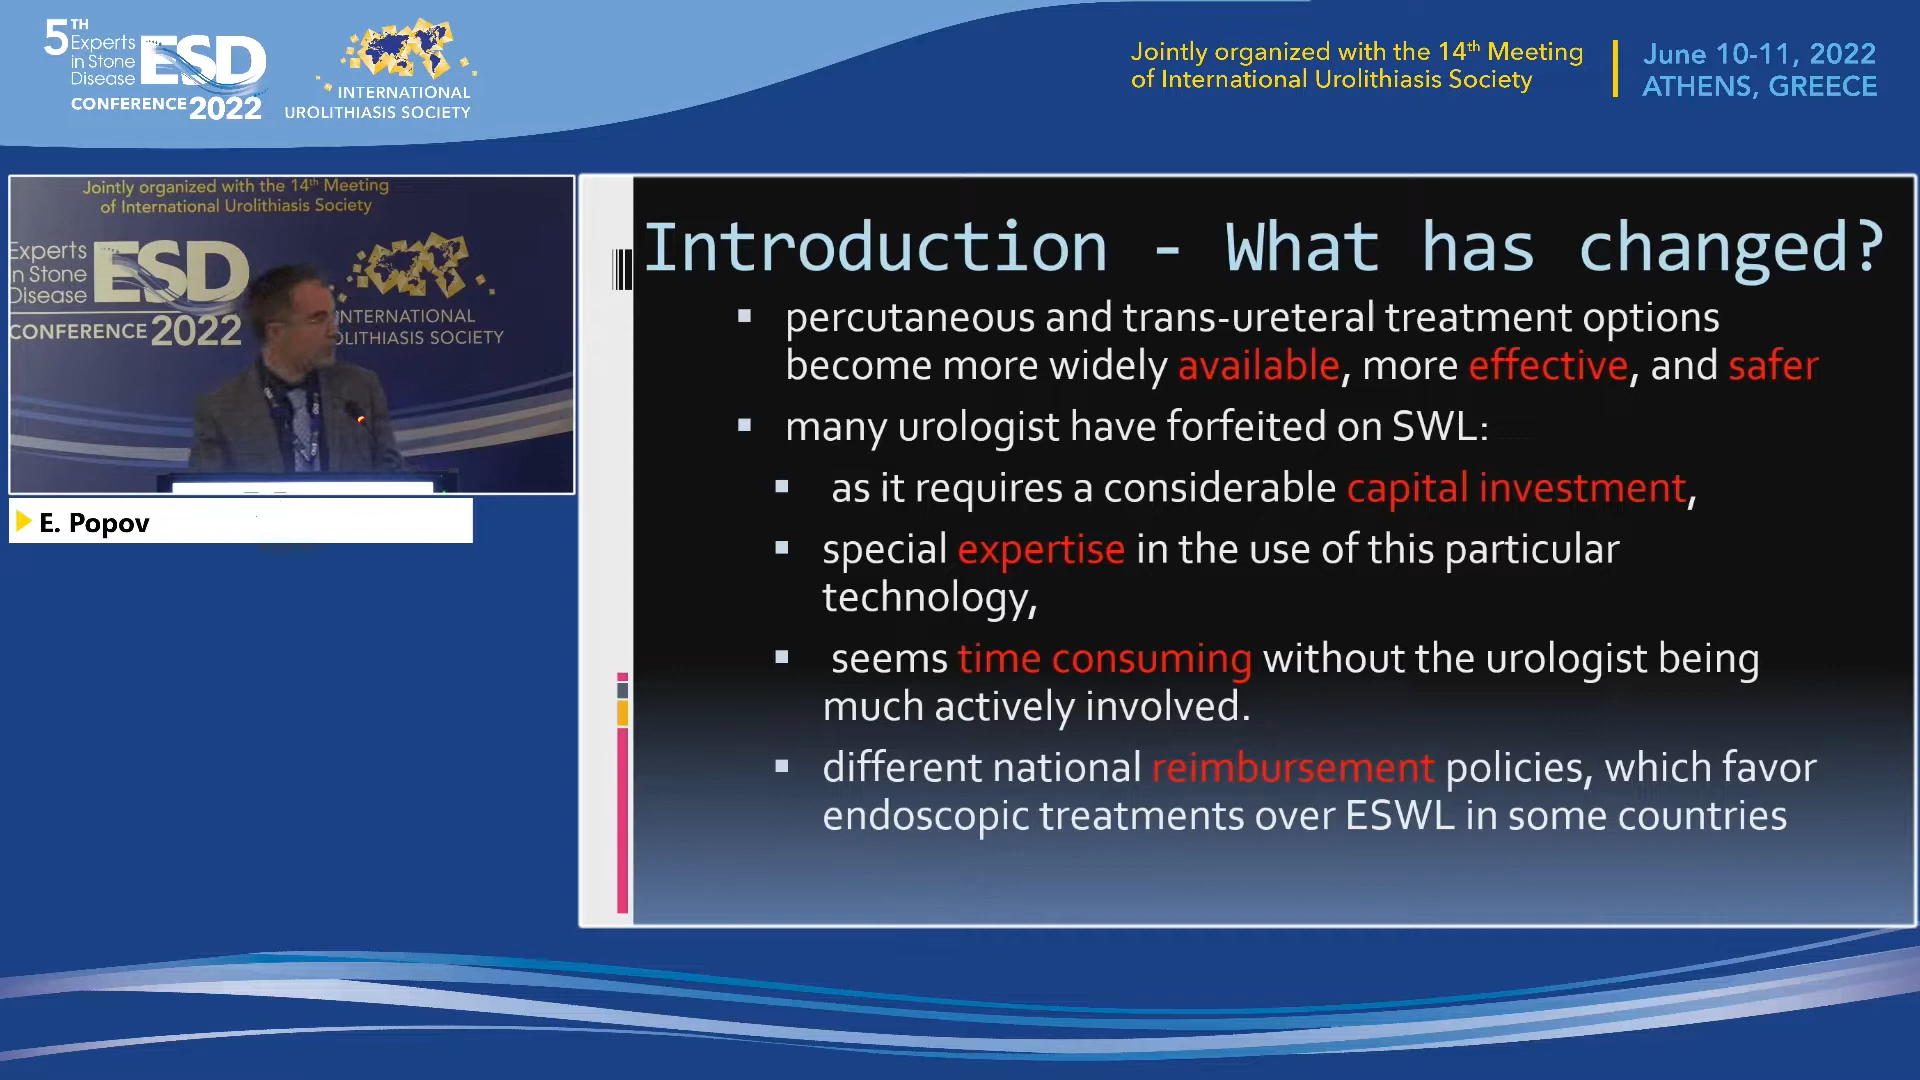 5TH
Experts
in Stone
Disease
ESD
CONFERENCE 2022
INTERNATIONAL
UROLITHIASIS SOCIETY
Jointly organized with the 14th Meeting
of International Urolithiasis Society
June 10-11, 2022
ATHENS, GREECE
Jointly organized with the 14th Meeting
of International Urolithiasis Society
Experts
in Stone
Disease
ESD
CONFERENCE 2022
NTERNATIONAL
OLITHIASIS SOCIETY
E. Popov
Introduction - What has changed?
▪ percutaneous and trans-ureteral treatment options
become more widely available, more effective, and safer
▪ many urologist have forfeited on SWL:
▪ as it requires a considerable capital investment,
▪ special expertise in the use of this particular
technology,
▪ seems time consuming without the urologist being
much actively involved.
▪ different national reimbursement policies, which favor
endoscopic treatments over ESWL in some countries